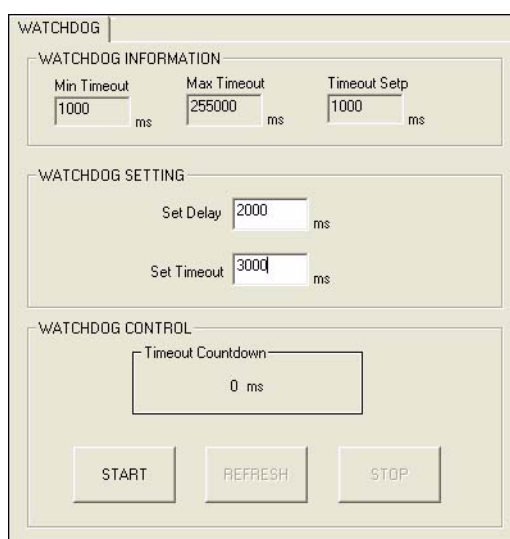 WATCHDOG
WATCHDOG INFORMATION
Min Timeout Max Timeout Timeout Setp
1000 ms 255000 ms 1000 ms
WATCHDOG SETTING
Set Delay 2000 ms
Set Timeout 3000 ms
WATCHDOG CONTROL
Timeout Countdown
0 ms
START REFRESH STOP